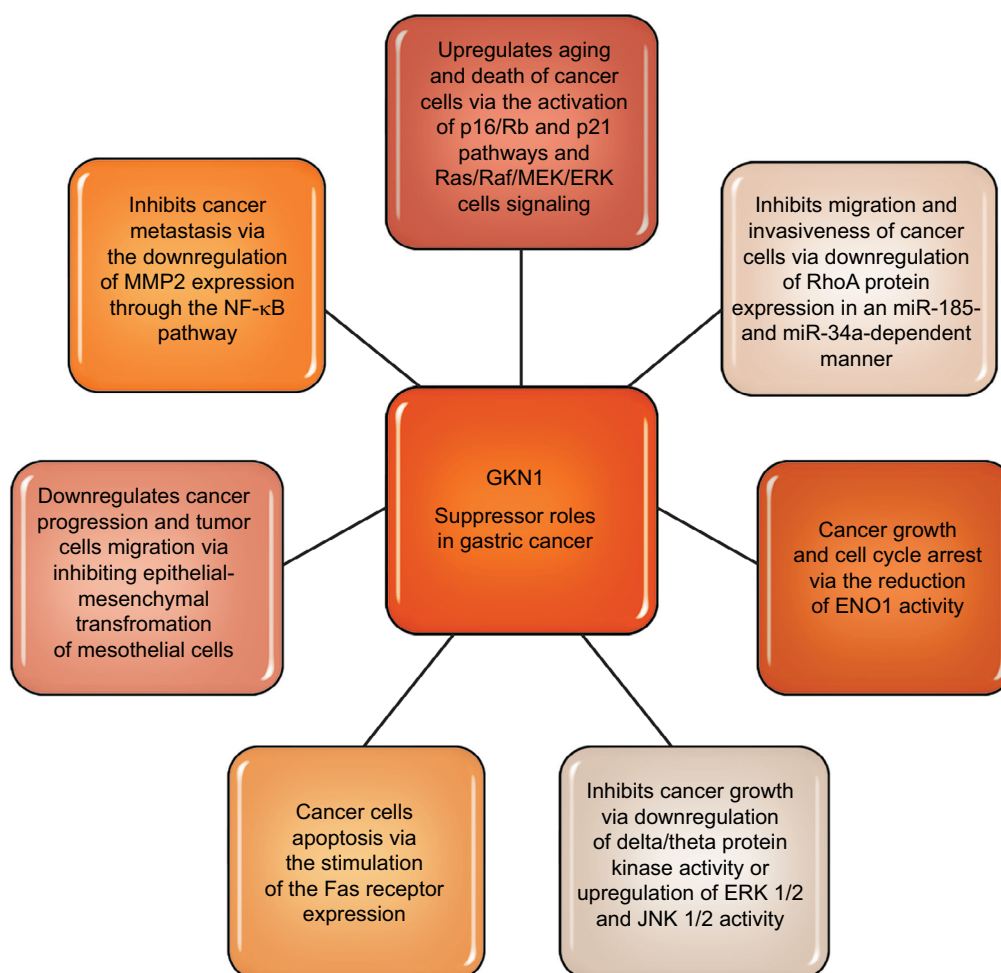 Upregulates aging
and death of cancer
cells via the activation
of p16/Rb and p21
pathways and
Ras/Raf/MEK/ERK
cells signaling
Inhibits cancer
metastasis via
the downregulation
of MMP2 expression
through the NF-κB
pathway
Inhibits migration and
invasiveness of cancer
cells via downregulation
of RhoA protein
expression in an miR-185-
and miR-34a-dependent
manner
GKN1
Suppressor roles
in gastric cancer
Downregulates cancer
progression and tumor
cells migration via
inhibiting epithelial-
mesenchymal
transfromation
of mesothelial cells
Cancer growth
and cell cycle arrest
via the reduction
of ENO1 activity
Cancer cells
apoptosis via
the stimulation
of the Fas receptor
expression
Inhibits cancer growth
via downregulation
of delta/theta protein
kinase activity or
upregulation of ERK 1/2
and JNK 1/2 activity